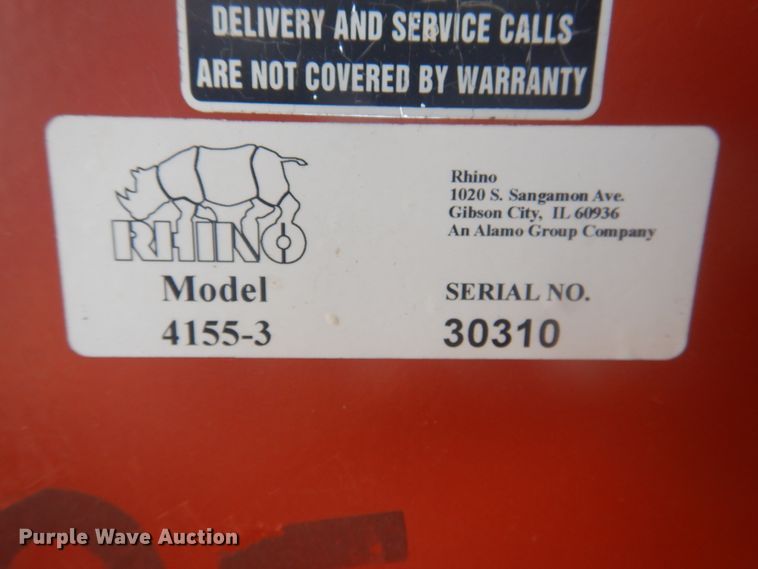 DELIVERY AND SERVICE CALLS
ARE NOT COVERED BY WARRANTY
RHINO
Rhino
1020 S. Sangamon Ave.
Gibson City, IL 60936
An Alamo Group Company
Model
4155-3
SERIAL NO.
30310
Purple Wave Auction